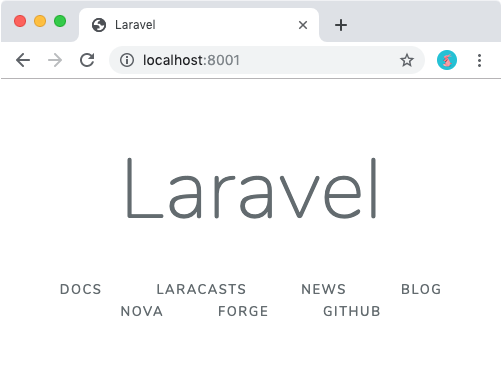 Laravel
localhost:8001
Laravel
DOCS LARACASTS NEWS BLOG
NOVA FORGE GITHUB